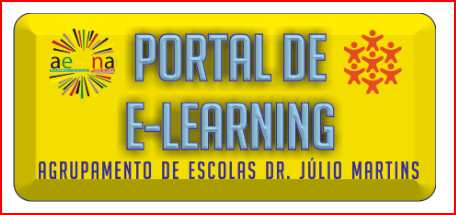 PORTAL DE
E-LEARNING
AGRUPAMENTO DE ESCOLAS DR. JÚLIO MARTINS